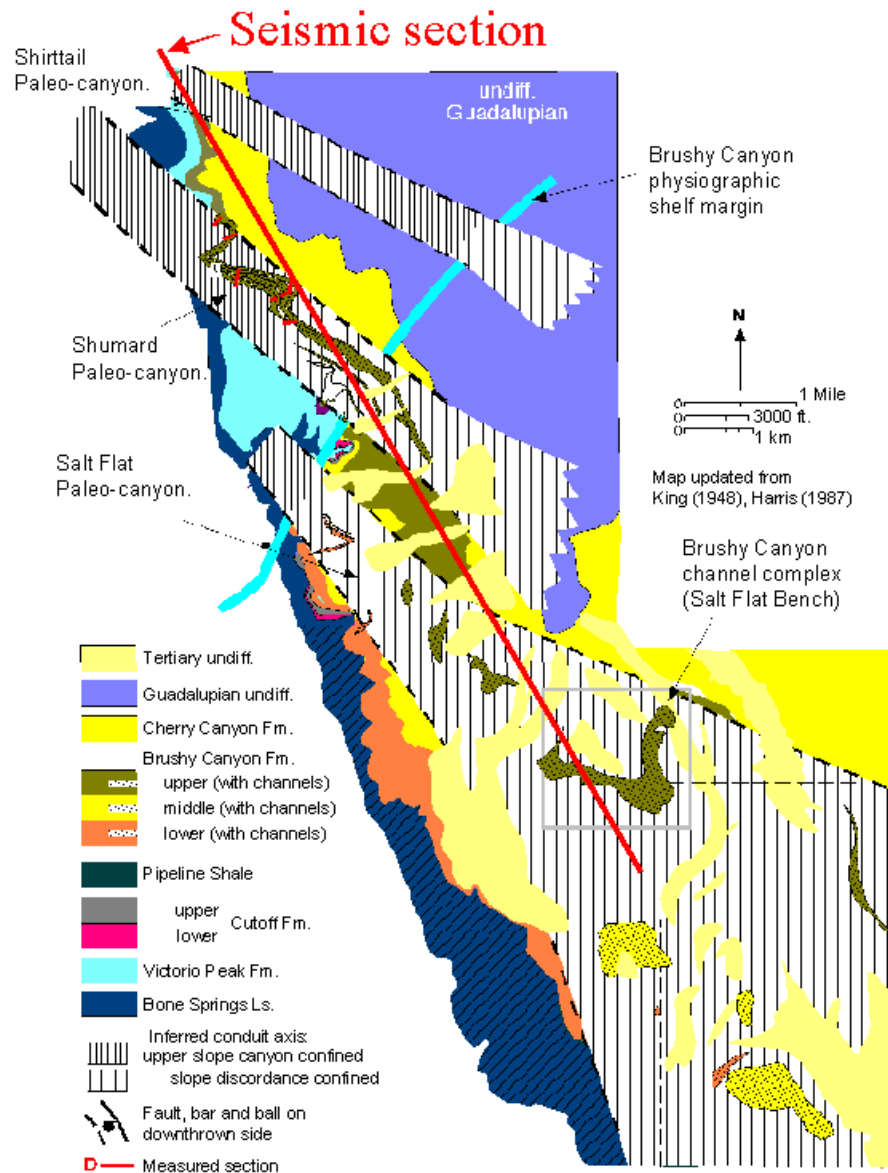 Seismic section
Shirttail
Paleo-canyon.
undiff.
Guadalupian
Brushy Canyon
physiographic
shelf margin
N
Shumard
Paleo-canyon.
1 Mile
3000 ft.
1 km
0
0
0
Salt Flat
Paleo-canyon.
Map updated from
King (1948), Harris (1987)
Brushy Canyon
channel complex
(Salt Flat Bench)
Tertiary undiff.
Guadalupian undiff.
Cherry Canyon Fm.
Brushy Canyon Fm.
upper (with channels)
middle (with channels)
lower (with channels)
Pipeline Shale
upper
Cutoff Fm.
lower
Victorio Peak Fm.
Bone Springs Ls.
Inferred conduit axis:
upper slope canyon confined
slope discordance confined
Fault, bar and ball on
downthrown side
D Measured section